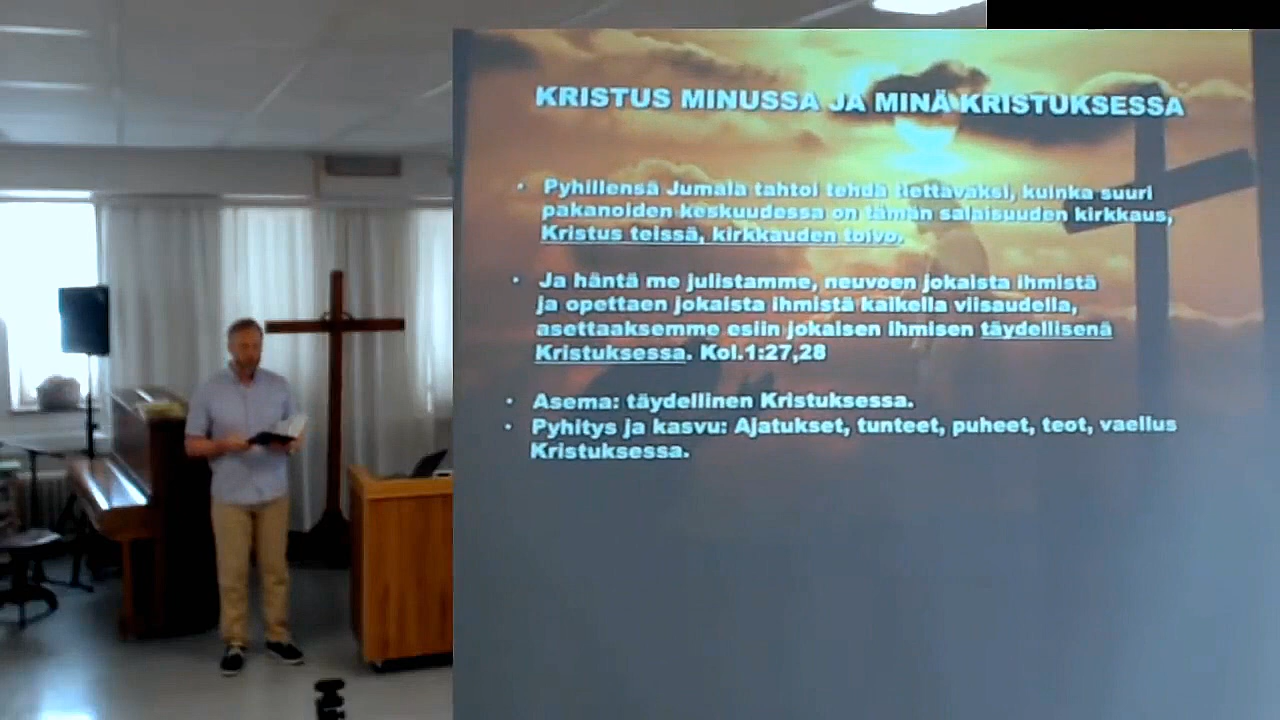 KRISTUS MINUSSA JA MINÄ KRISTUKSESSA
• Pyhillensä Jumala tahtoi tehdä tiettäväksi, kuinka suuri
pakanoiden keskuudessa on tämän salaisuuden kirkkaus,
Kristus teissä, kirkkauden toivo.
• Ja häntä me julistamme, neuvoen jokaista ihmistä
ja opettaen jokaista ihmistä kaikella viisaudella,
asettaaksemme esiin jokaisen ihmisen täydellisenä
Kristuksessa. Kol.1:27,28
• Asema: täydellinen Kristuksessa.
• Pyhitys ja kasvu: Ajatukset, tunteet, puheet, teot, vaellus
Kristuksessa.